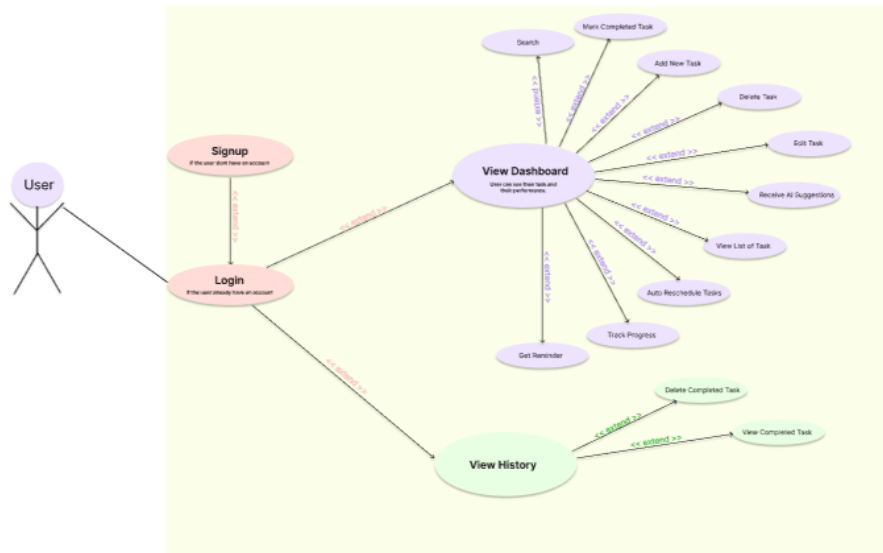 User
Signup
If the user dont have an account
<< extend >>
Login
If the user already have an account
<< extend >>
<< extend >>
View Dashboard
User can see their task and
their performance.
<< extend >>
Search
<< extend >>
Mark Completed Task
<< extend >>
Add New Task
<< extend >>
Delete Task
<< extend >>
Edit Task
<< extend >>
Receive AI Suggestions
<< extend >>
View List of Task
<< extend >>
Auto Reschedule Tasks
<< extend >>
Track Progress
<< extend >>
Get Reminder
View History
<< extend >>
Delete Completed Task
<< extend >>
View Completed Task